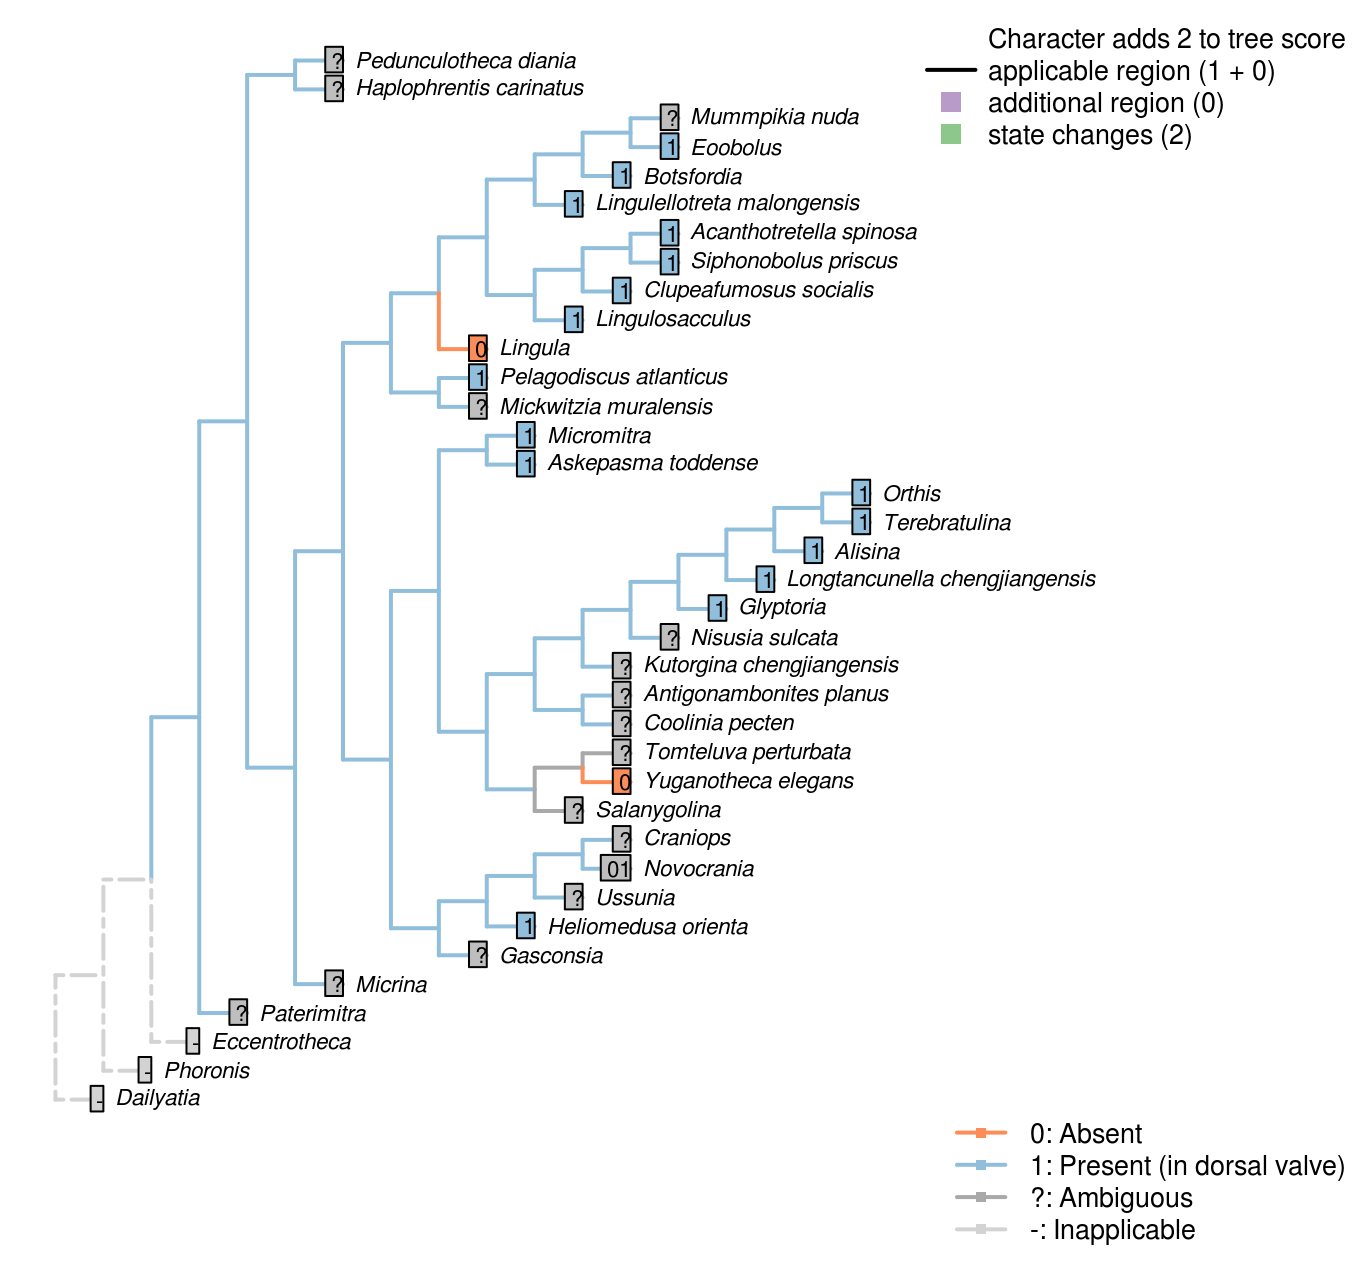 Character adds 2 to tree score
applicable region (1 + 0)
additional region (0)
state changes (2)
? Pedunculotheca diania
? Haplophrentis carinatus
? Mummpikia nuda
1 Eoobolus
1 Botsfordia
1 Lingulellotreta malongensis
1 Acanthotretella spinosa
1 Siphonobolus priscus
1 Clupeafumosus socialis
1 Lingulosacculus
0 Lingula
1 Pelagodiscus atlanticus
? Mickwitzia muralensis
1 Micromitra
1 Askepasma toddense
1 Orthis
1 Terebratulina
1 Alisina
1 Longtancunella chengjiangensis
1 Glyptoria
? Nisusia sulcata
? Kutorgina chengjiangensis
? Antigonambonites planus
? Coolinia pecten
? Tomteluva perturbata
0 Yuganotheca elegans
? Salanygolina
? Craniops
01 Novocrania
? Ussunia
1 Heliomedusa orienta
? Gasconsia
? Micrina
? Paterimitra
- Eccentrotheca
- Phoronis
- Dailyatia
0: Absent
1: Present (in dorsal valve)
?: Ambiguous
-: Inapplicable